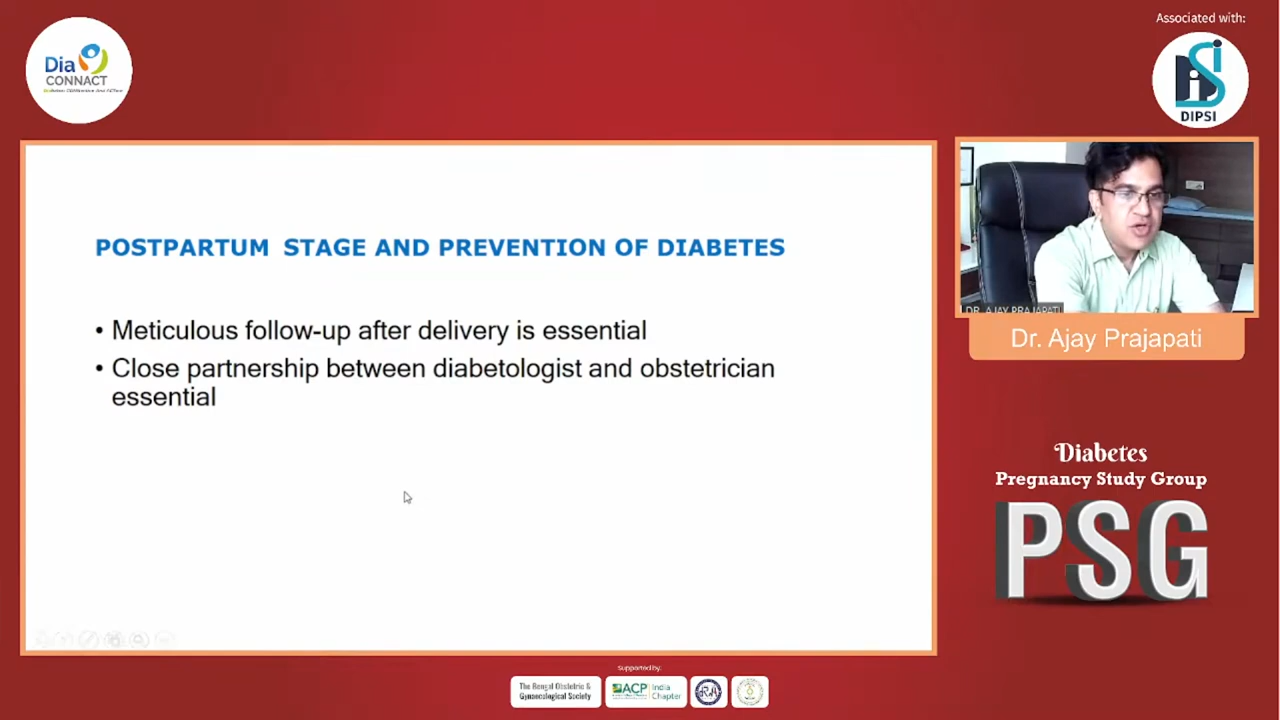 Associated with:
Dia
CONNACT
DiSi
DIPSI
POSTPARTUM STAGE AND PREVENTION OF DIABETES
• Meticulous follow-up after delivery is essential
• Close partnership between diabetologist and obstetrician
essential
DR. AJAY PRAJAPATI
Dr. Ajay Prajapati
Diabetes
Pregnancy Study Group
PSG
supported by:
The Bengal Obstetric &
Gynaecological Society
ACP
India
Chapter